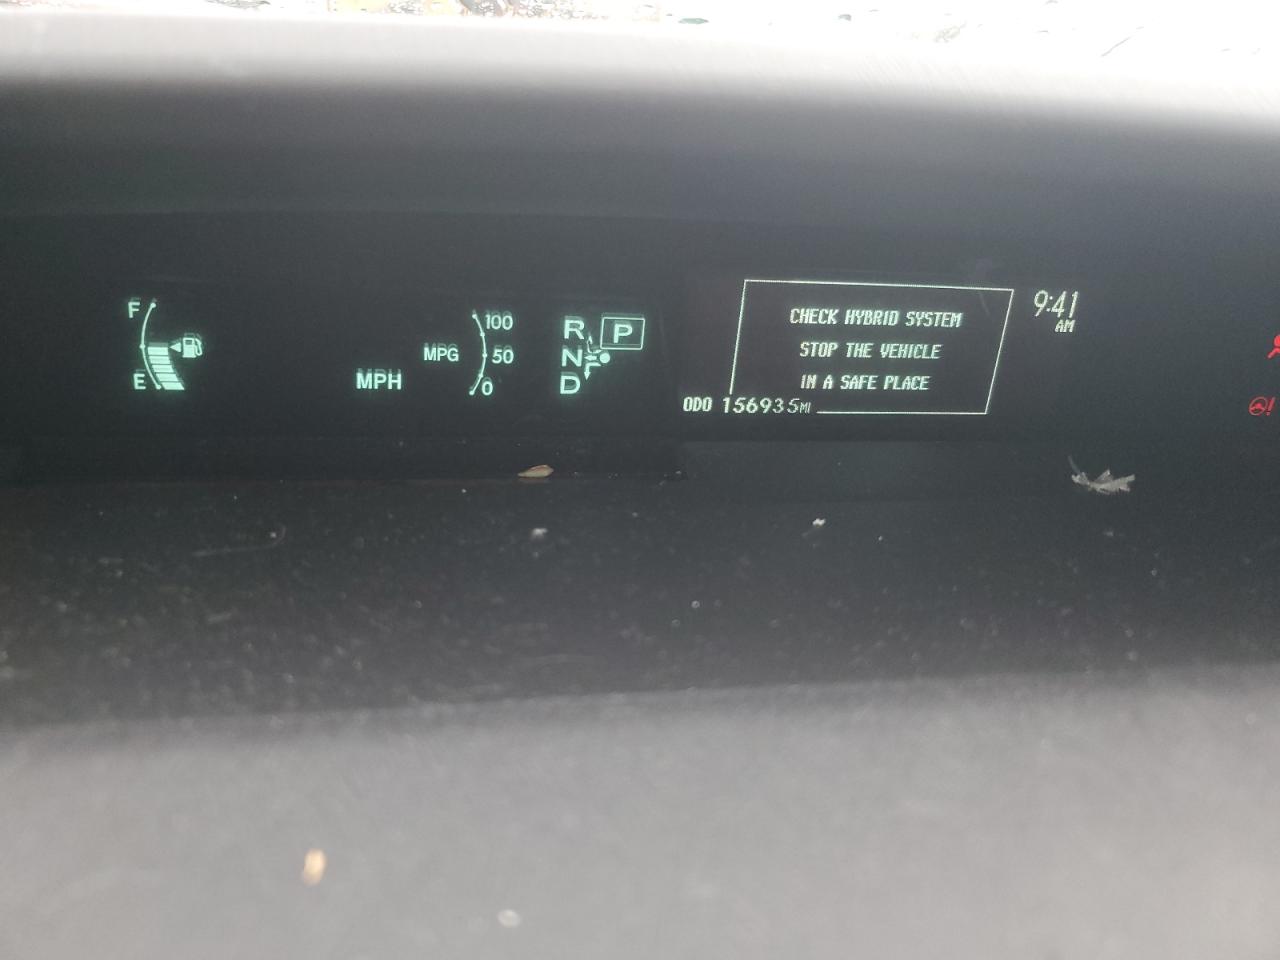 F
E
MPH
MPG
100
50
0
R
N
D
P
CHECK HYBRID SYSTEM
STOP THE VEHICLE
IN A SAFE PLACE
ODO 156935MI
9:41
AM
!